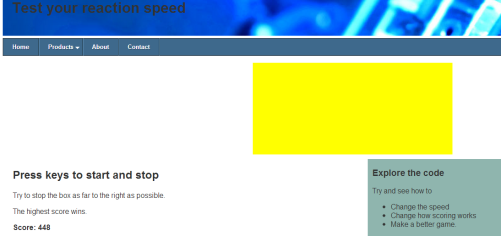 Test your reaction speed
Home Products About Contact
Press keys to start and stop
Try to stop the box as far to the right as possible.
The highest score wins.
Score: 448
Explore the code
Try and see how to
Change the speed
Change how scoring works
Make a better game.